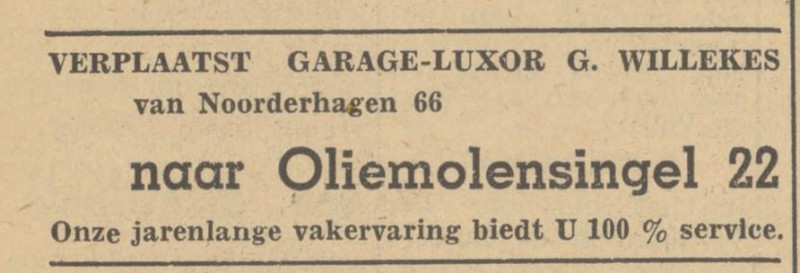 VERPLAATST GARAGE-LUXOR G. WILLEKES
van Noorderhagen 66
naar Oliemolensingel 22
Onze jarenlange vakervaring biedt U 100 % service.